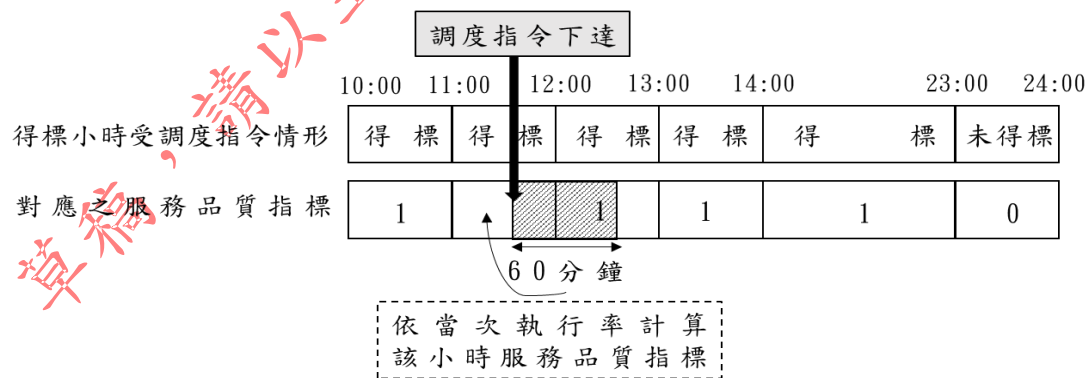 調度指令下達
10:00 11:00 12:00 13:00 14:00 23:00 24:00
得標小時受調度指令情形 得標 得標 得標 得標 得標 未得標
對應之服務品質指標 1 1 1 1 0
60分鐘
依當次執行率計算
該小時服務品質指標
草稿，請以